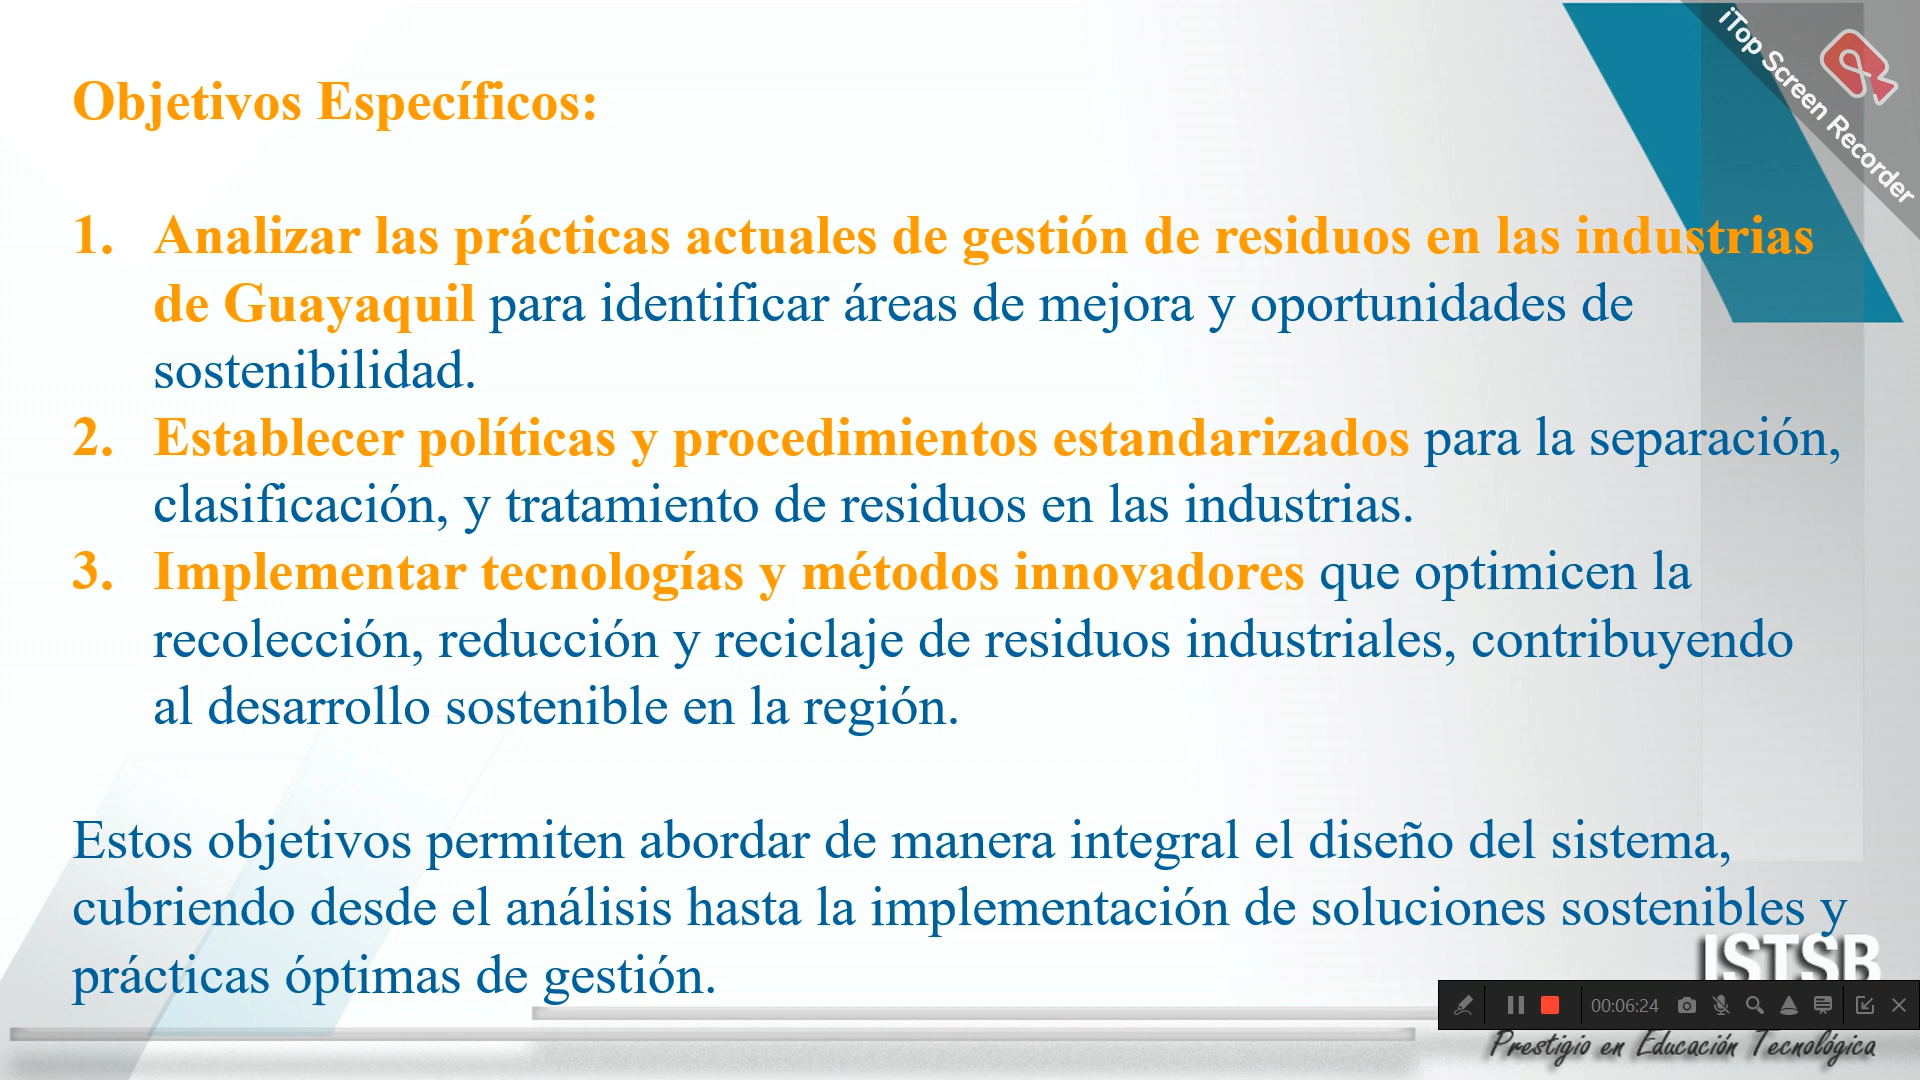 iTop Screen Recorder
Objetivos Específicos:
1. Analizar las prácticas actuales de gestión de residuos en las industrias
de Guayaquil para identificar áreas de mejora y oportunidades de
sostenibilidad.
2. Establecer políticas y procedimientos estandarizados para la separación,
clasificación, y tratamiento de residuos en las industrias.
3. Implementar tecnologías y métodos innovadores que optimicen la
recolección, reducción y reciclaje de residuos industriales, contribuyendo
al desarrollo sostenible en la región.
Estos objetivos permiten abordar de manera integral el diseño del sistema,
cubriendo desde el análisis hasta la implementación de soluciones sostenibles y
prácticas óptimas de gestión.
ISTSB
00:06:24
Prestigio en Educación Tecnológica